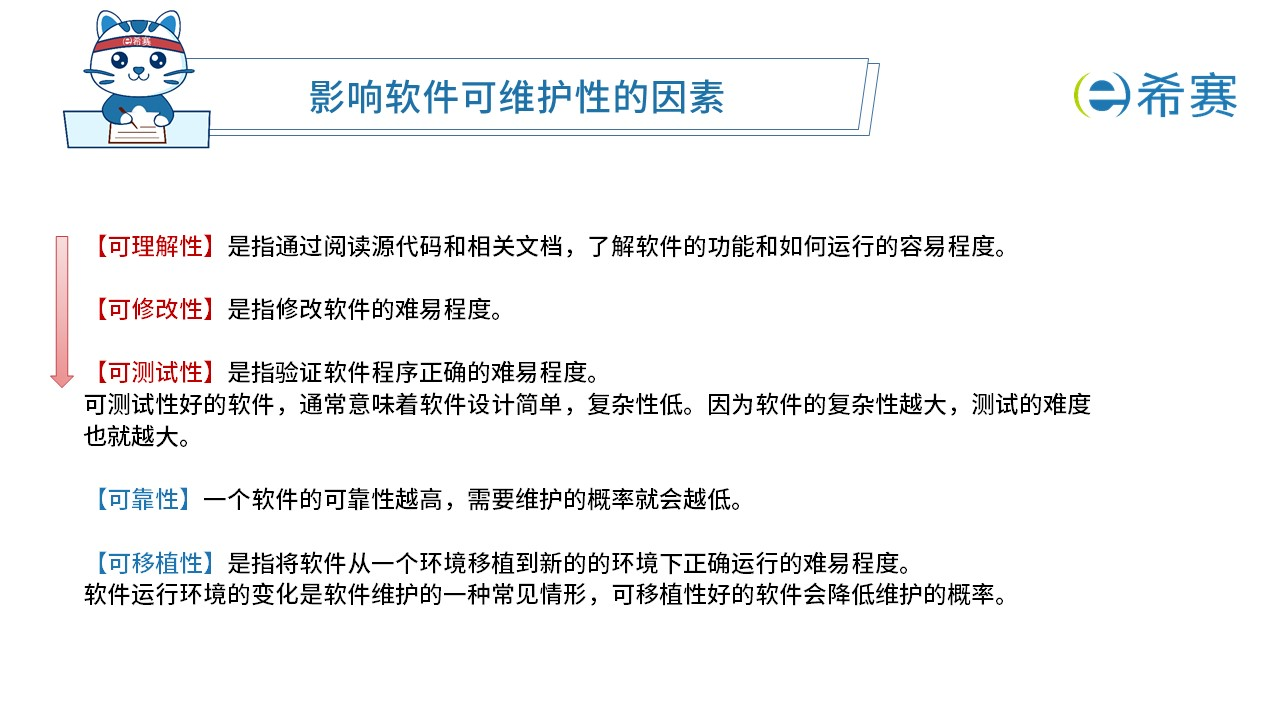 希赛
影响软件可维护性的因素
希赛
【可理解性】是指通过阅读源代码和相关文档，了解软件的功能和如何运行的容易程度。
【可修改性】是指修改软件的难易程度。
【可测试性】是指验证软件程序正确的难易程度。
可测试性好的软件，通常意味着软件设计简单，复杂性低。因为软件的复杂性越大，测试的难度
也就越大。
【可靠性】一个软件的可靠性越高，需要维护的概率就会越低。
【可移植性】是指将软件从一个环境移植到新的的环境下正确运行的难易程度。
软件运行环境的变化是软件维护的一种常见情形，可移植性好的软件会降低维护的概率。